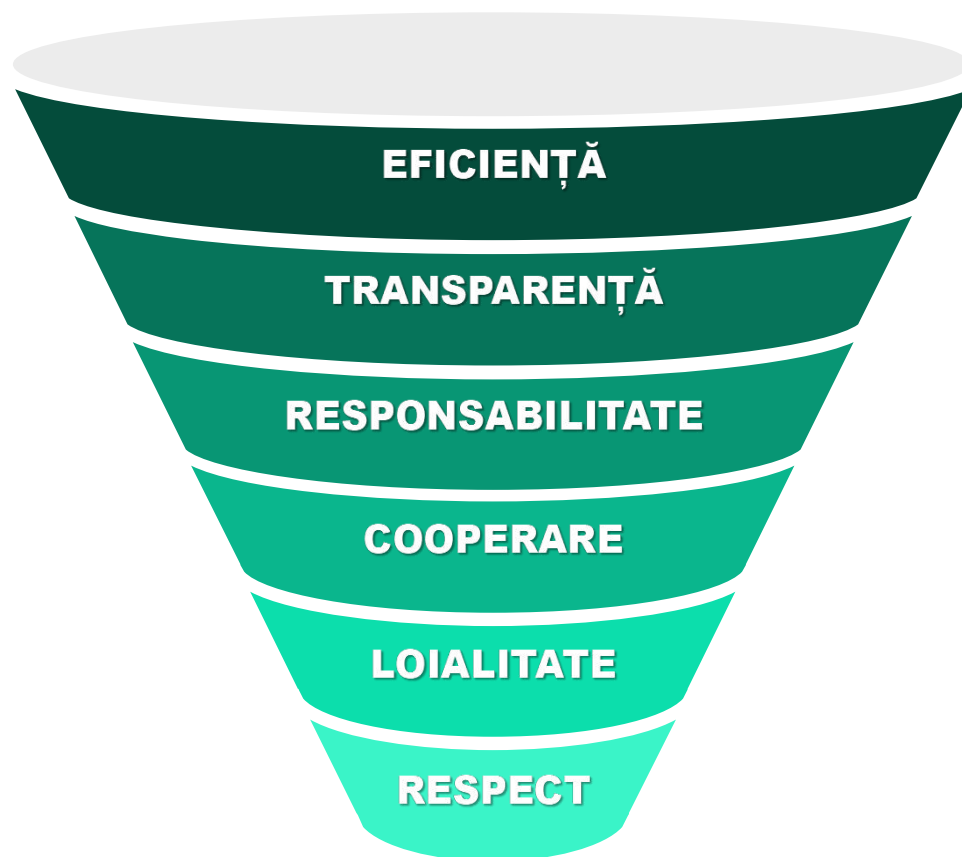 EFICIENȚĂ
TRANSPARENȚĂ
RESPONSABILITATE
COOPERARE
LOIALITATE
RESPECT